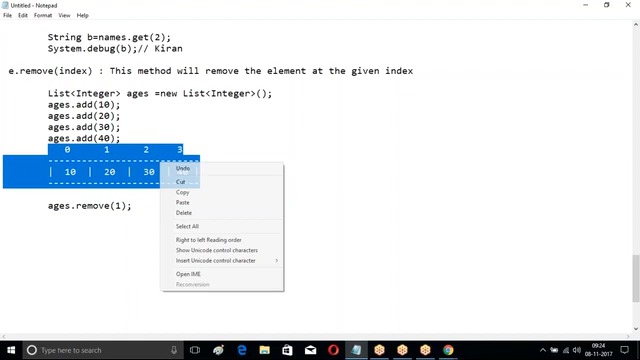 Untitled - Notepad
File Edit Format View Help
String b=names.get(2);
System.debug(b);// Kiran
e.remove(index) : This method will remove the element at the given index
List<Integer> ages =new List<Integer>();
ages.add(10);
ages.add(20);
ages.add(30);
ages.add(40);
0 1 2 3
| 10 | 20 | 30 |
ages.remove(1);
Undo
Cut
Copy
Paste
Delete
Select All
Right to left Reading order
Show Unicode control characters
Insert Unicode control character
Open IME
Reconversion
Type here to search
09:24
08-11-2017